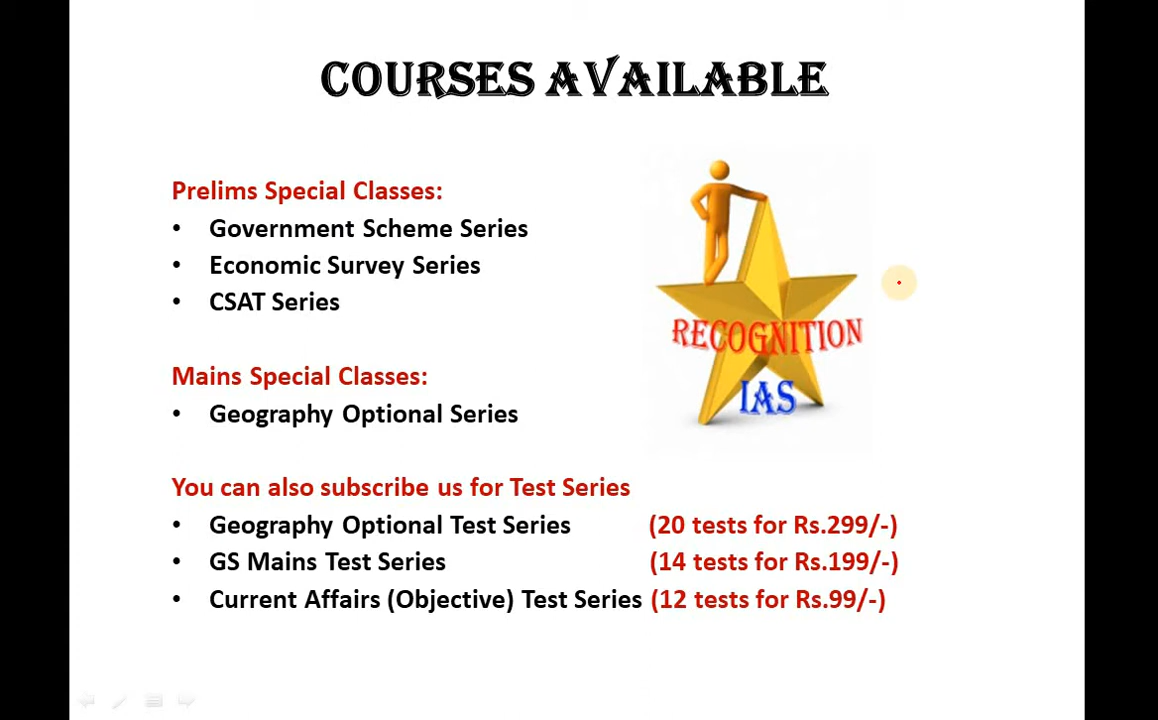 COURSES AVAILABLE
Prelims Special Classes:
• Government Scheme Series
• Economic Survey Series
• CSAT Series
RECOGNITION
IAS
Mains Special Classes:
• Geography Optional Series
You can also subscribe us for Test Series
• Geography Optional Test Series (20 tests for Rs.299/-)
• GS Mains Test Series (14 tests for Rs.199/-)
• Current Affairs (Objective) Test Series (12 tests for Rs.99/-)